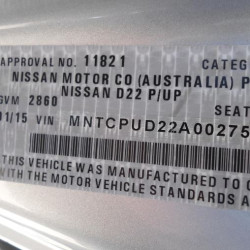 APPROVAL NO. 11821 CATEG
NISSAN MOTOR CO (AUSTRALIA) P
NISSAN D22 P/UP
GVM 2860 SEAT
01/15 VIN MNTCPUD22A00275
THIS VEHICLE WAS MANUFACTURED
WITH THE MOTOR VEHICLE STANDARDS A